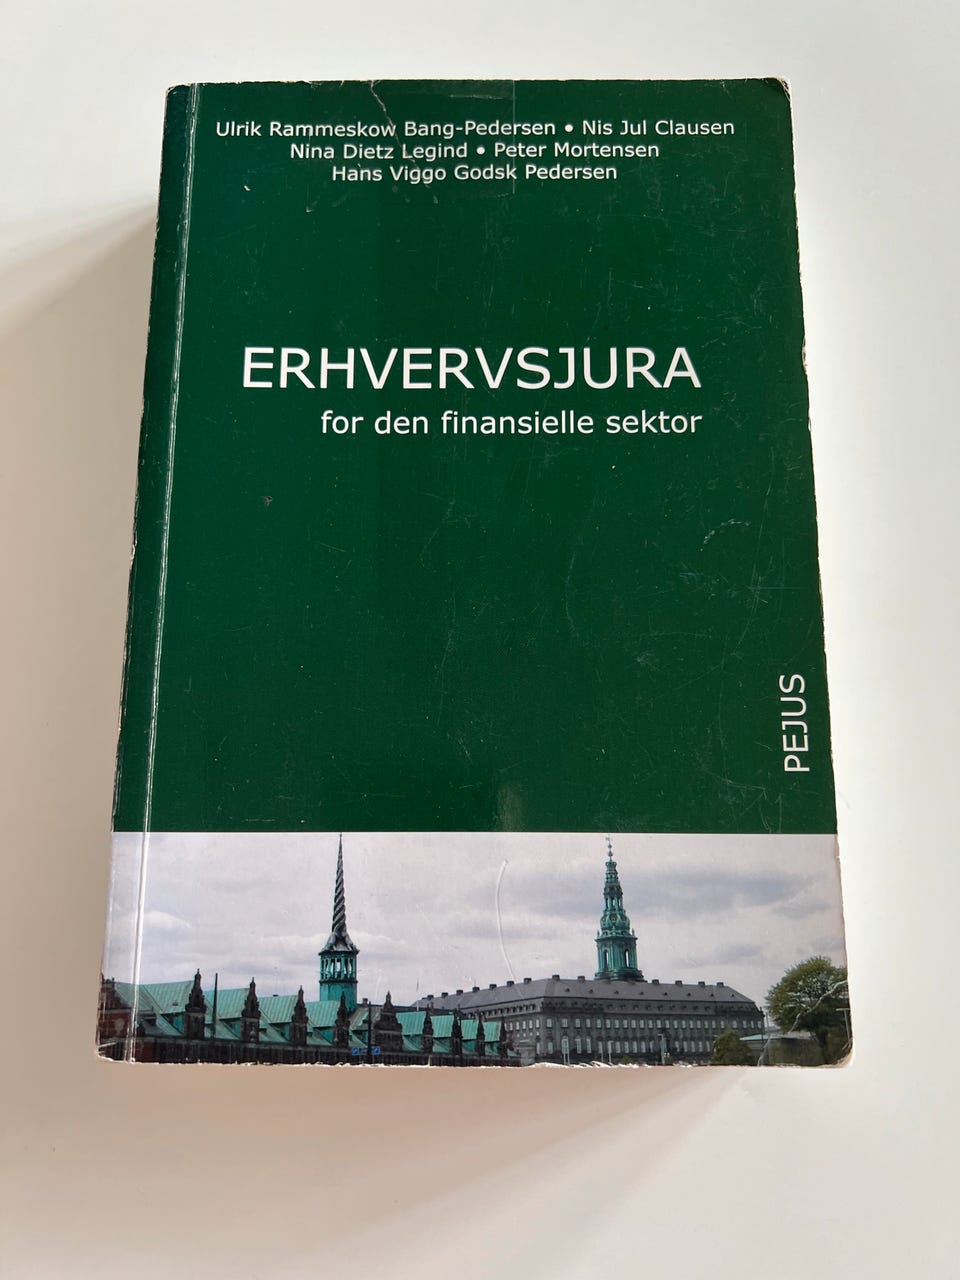 Ulrik Rammeskow Bang-Pedersen • Nis Jul Clausen
Nina Dietz Legind • Peter Mortensen
Hans Viggo Godsk Pedersen
ERHVERVSJURA
for den finansielle sektor
PEJUS